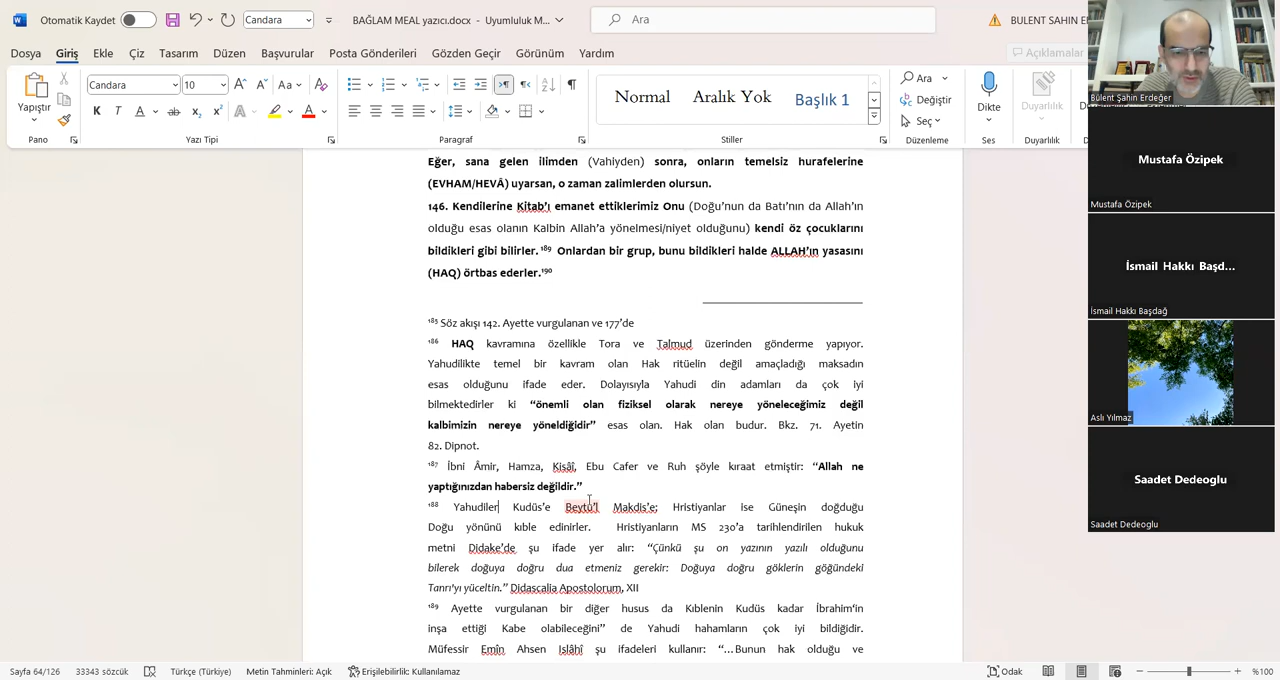 Otomatik Kaydet
Candara
BAĞLAM MEAL yazıcı.docx - Uyumluluk M...
Ara
BULENT SAHIN ERDEGER
Dosya Giriş Ekle Çiz Tasarım Düzen Başvurular Posta Gönderileri Gözden Geçir Görünüm Yardım
Açıklamalar
Yapıştır
Pano
Candara 10
Aa
K T A ab x₂ x² A A
Yazı Tipi
Paragraf
Normal Aralık Yok Başlık 1
Stiller
Ara
Değiştir
Seç
Düzenleme
Dikte
Ses
Duyarlılık
Duyarlılık
Eğer, sana gelen ilimden (Vahiyden) sonra, onların temelsiz hurafelerine
(EVHAM/HEVÂ) uyarsan, o zaman zalimlerden olursun.
146. Kendilerine Kitab'ı emanet ettiklerimiz Onu (Doğu'nun da Batı'nın da Allah'ın
olduğu esas olanın Kalbin Allah'a yönelmesi/niyet olduğunu) kendi öz çocuklarını
bildikleri gibi bilirler.¹⁸⁹ Onlardan bir grup, bunu bildikleri halde ALLAH'ın yasasını
(HAQ) örtbas ederler.¹⁹⁰
¹⁸⁵ Söz akışı 142. Ayette vurgulanan ve 177'de
¹⁸⁶ HAQ kavramına özellikle Tora ve Talmud üzerinden gönderme yapıyor.
Yahudilikte temel bir kavram olan Hak ritüelin değil amaçladığı maksadın
esas olduğunu ifade eder. Dolayısıyla Yahudi din adamları da çok iyi
bilmektedirler ki "önemli olan fiziksel olarak nereye yöneleceğimiz değil
kalbimizin nereye yöneldiğidir" esas olan. Hak olan budur. Bkz. 71. Ayetin
82. Dipnot.
¹⁸⁷ İbni Âmir, Hamza, Kisâî, Ebu Cafer ve Ruh şöyle kıraat etmiştir: "Allah ne
yaptığınızdan habersiz değildir."
¹⁸⁸ Yahudiler Kudüs'e Beytü'l Makdis'e; Hristiyanlar ise Güneşin doğduğu
Doğu yönünü kıble edinirler. Hristiyanların MS 230'a tarihlendirilen hukuk
metni Didake'de şu ifade yer alır: "Çünkü şu on yazının yazılı olduğunu
bilerek doğuya doğru dua etmeniz gerekir: Doğuya doğru göklerin göğündeki
Tanrı'yı yüceltin." Didascalia Apostolorum, XII
¹⁸⁹ Ayette vurgulanan bir diğer husus da Kıblenin Kudüs kadar İbrahim'in
inşa ettiği Kabe olabileceğini" de Yahudi hahamların çok iyi bildiğidir.
Müfessir Emîn Ahsen Islâhî şu ifadeleri kullanır: "...Bunun hak olduğu ve
Sayfa 64/126 33343 sözcük Türkçe (Türkiye) Metin Tahminleri: Açık Erişilebilirlik: Kullanılamaz Odak %100
Bülent Şahin Erdeğer
Mustafa Özipek
Mustafa Özipek
İsmail Hakkı Başd...
İsmail Hakkı Başdağ
Aslı Yılmaz
Saadet Dedeoglu
Saadet Dedeoglu